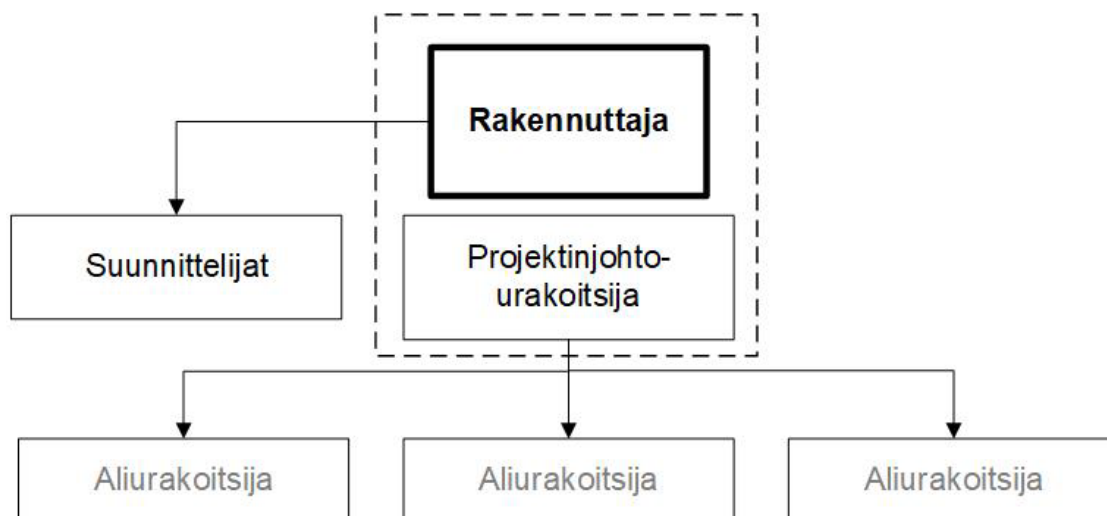 Rakennuttaja
Suunnittelijat
Projektinjohto-
urakoitsija
Aliurakoitsija
Aliurakoitsija
Aliurakoitsija